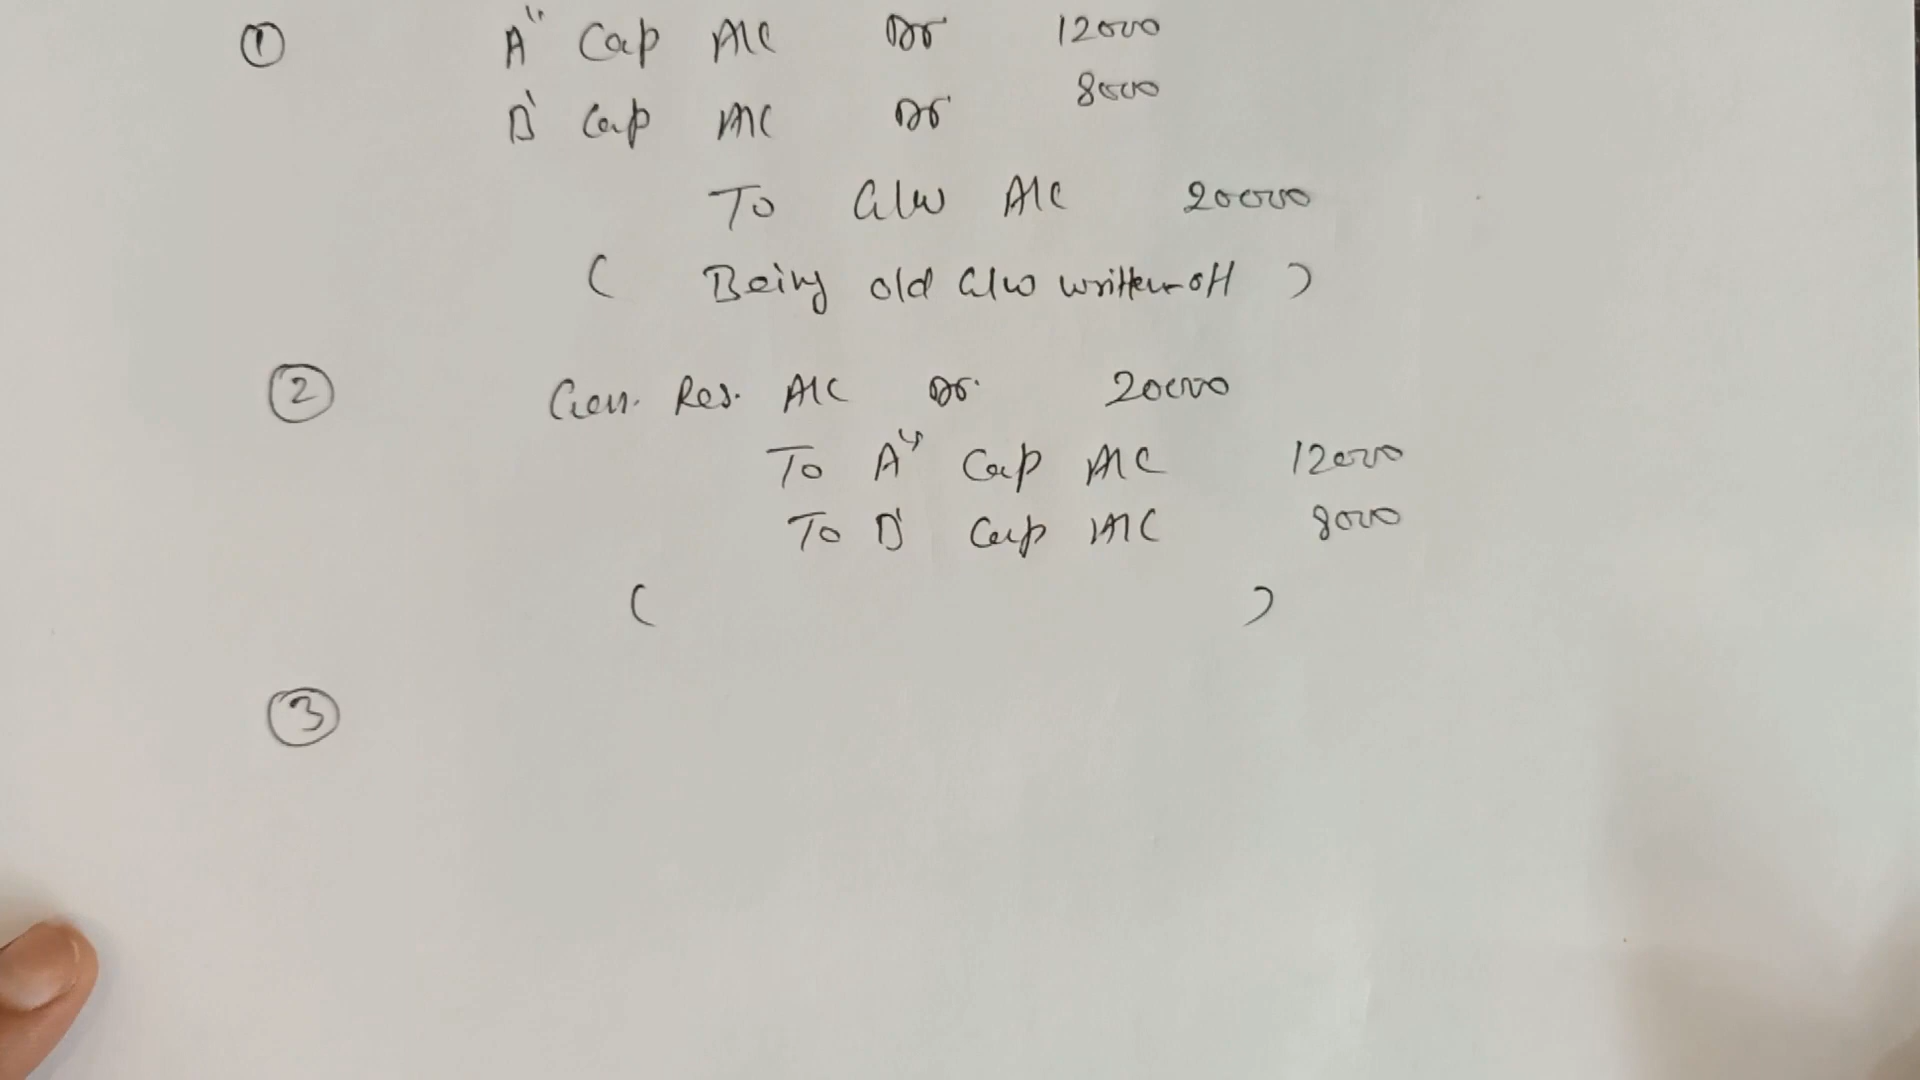 ① A's Cap A/c Dr 12000
B' Cap A/c Dr 8000
To G/w A/c 20000
( Being old G/w written off )
② Gen. Res. A/c Dr. 20000
To A's Cap A/c 12000
To B' Cap A/c 8000
( )
③